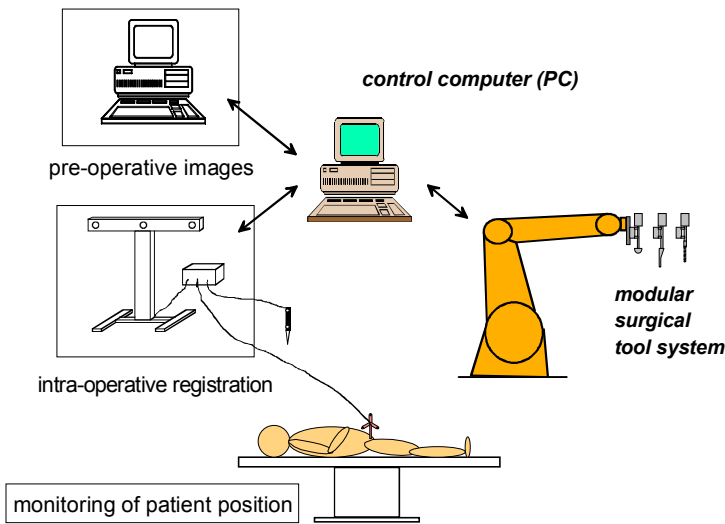 control computer (PC)
pre-operative images
modular
surgical
tool system
intra-operative registration
monitoring of patient position